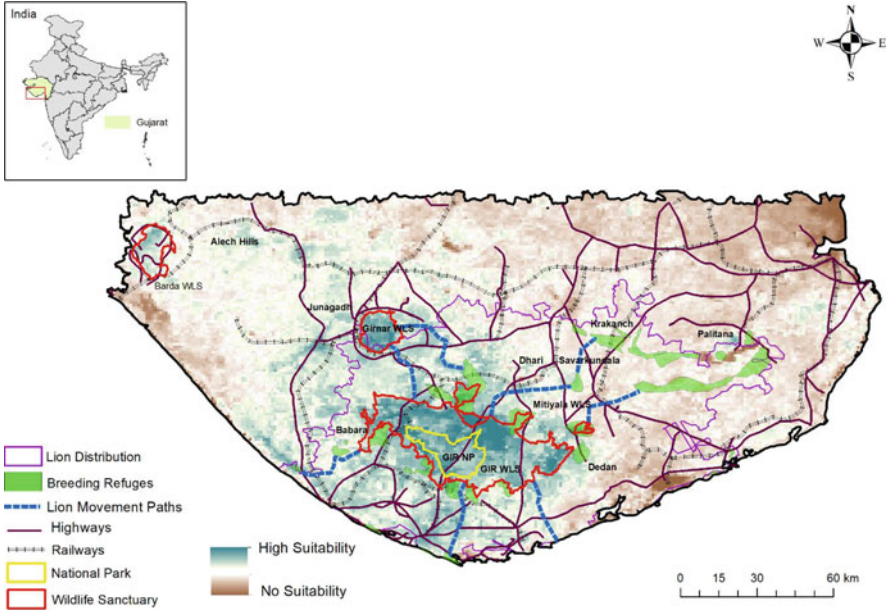 India
Gujarat
N
W
E
S
Alech Hills
Barda WLS
Junagadh
Girnar WLS
Krakanch
Palitana
Dhari
Savarkundala
Mitiyala WLS
Babara
GIR NP
GIR WLS
Dedan
Lion Distribution
Breeding Refuges
Lion Movement Paths
Highways
Railways
National Park
Wildlife Sanctuary
High Suitability
No Suitability
0 15 30 60 km